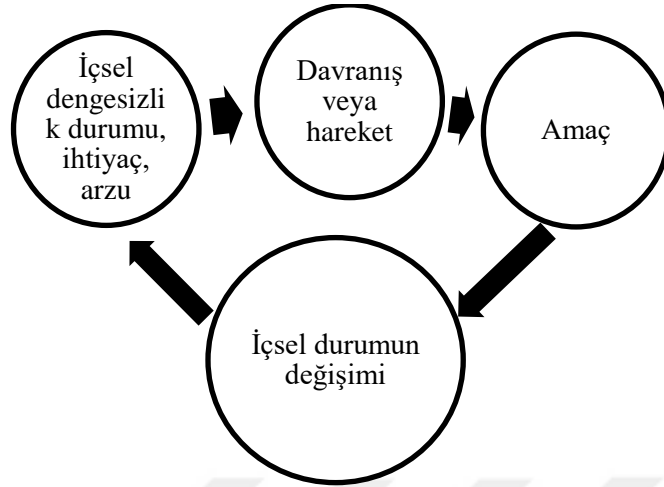 İçsel
dengesizli
k durumu,
ihtiyaç,
arzu
Davranış
veya
hareket
Amaç
İçsel durumun
değişimi